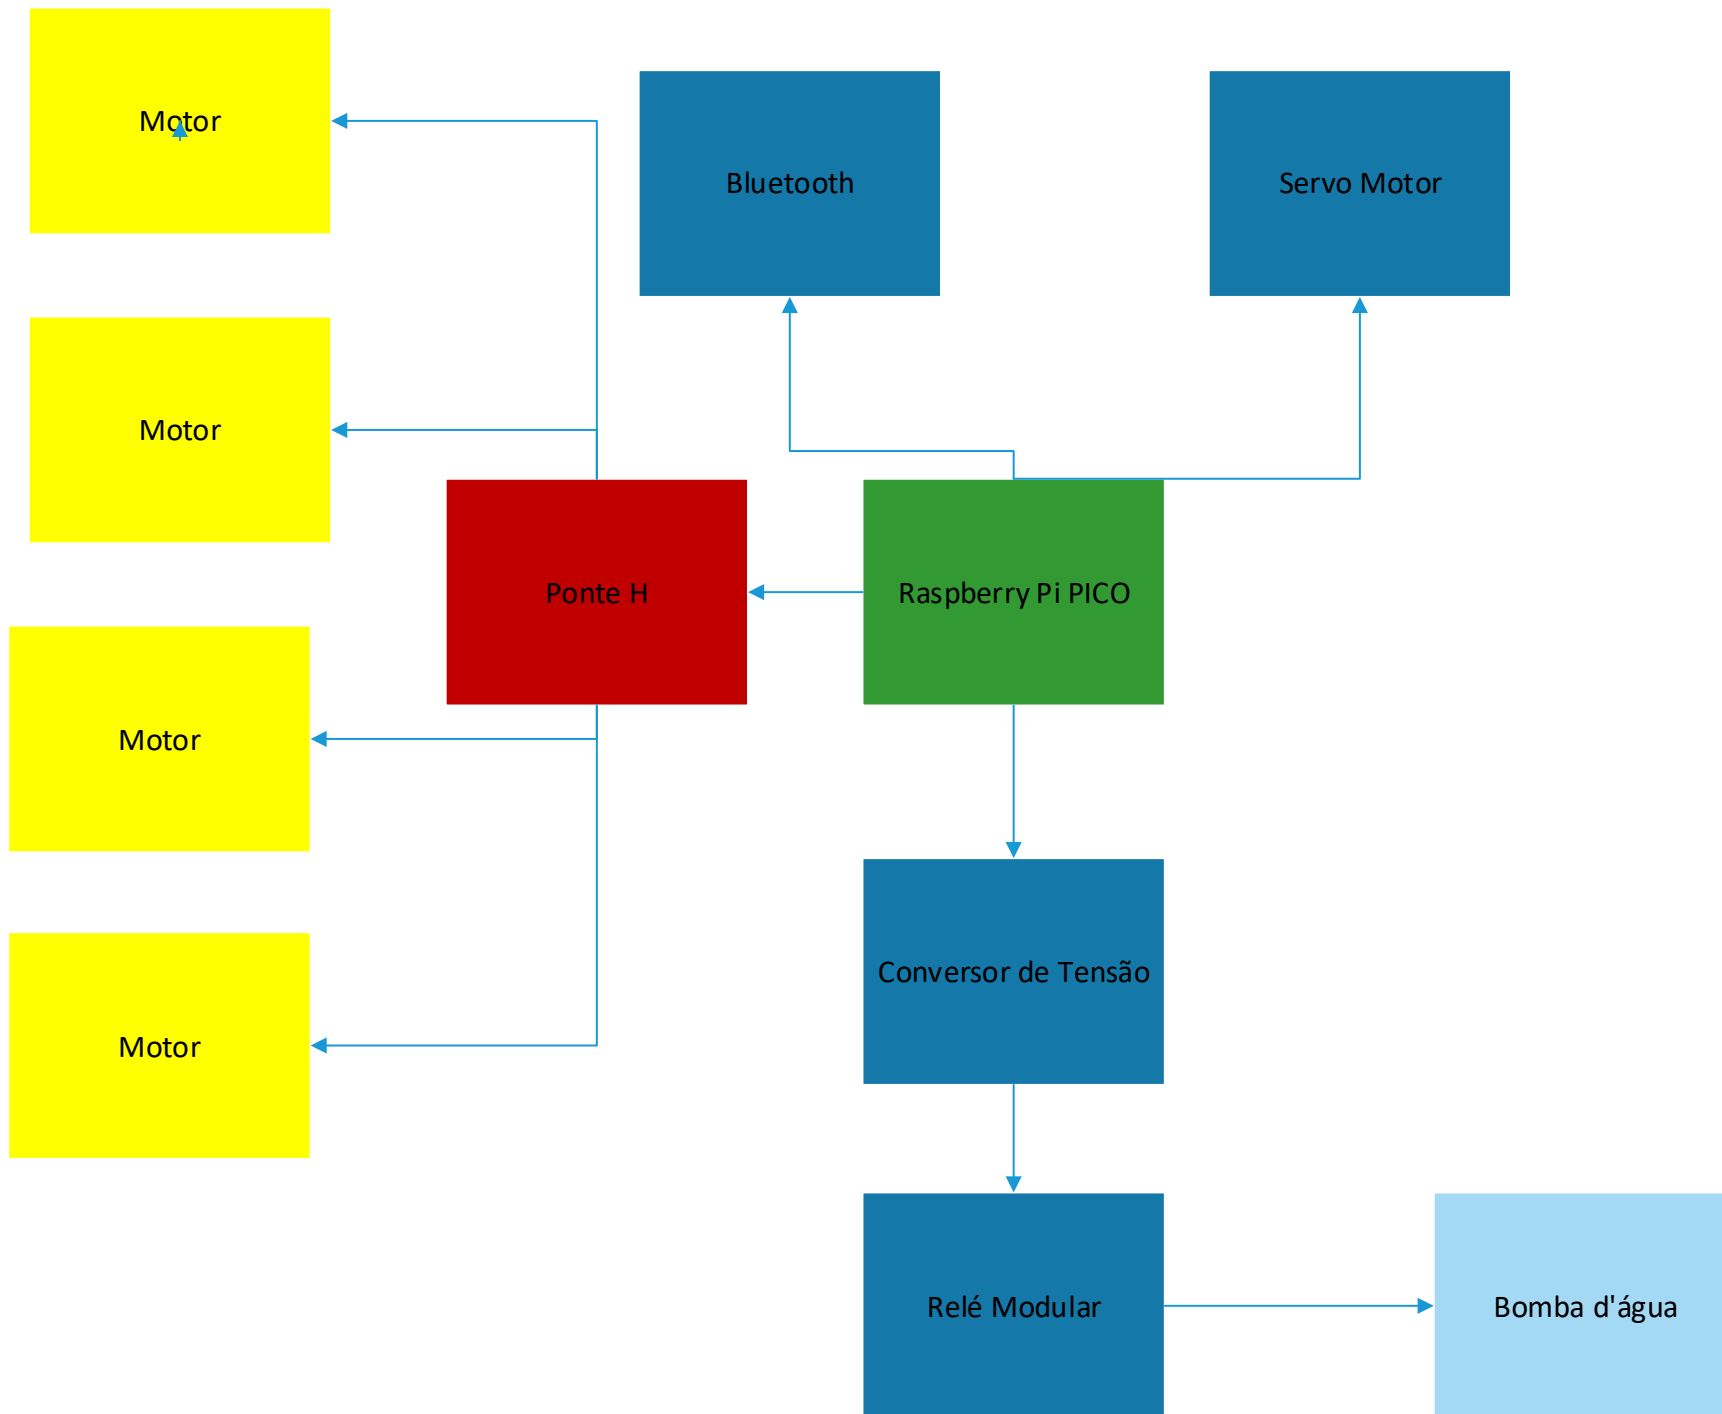 Motor
Bluetooth
Servo Motor
Motor
Ponte H
Raspberry Pi PICO
Motor
Conversor de Tensão
Motor
Relé Modular
Bomba d'água